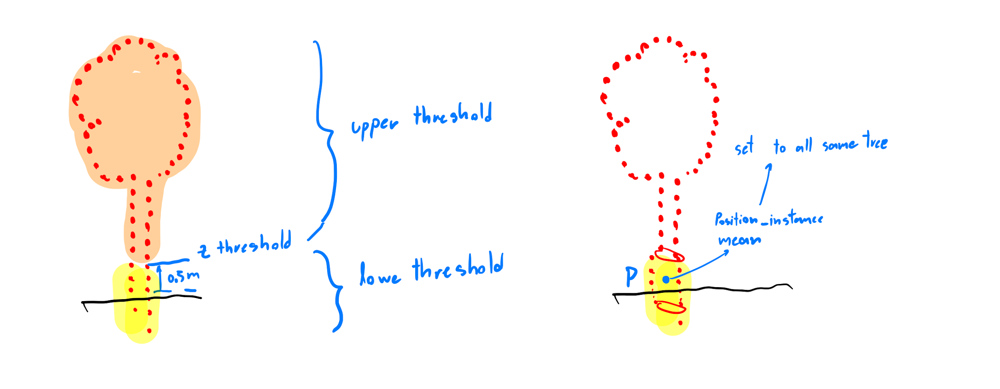 upper threshold
z threshold
0.5m
lowe threshold
set to all same tree
Position_instance
mean
P